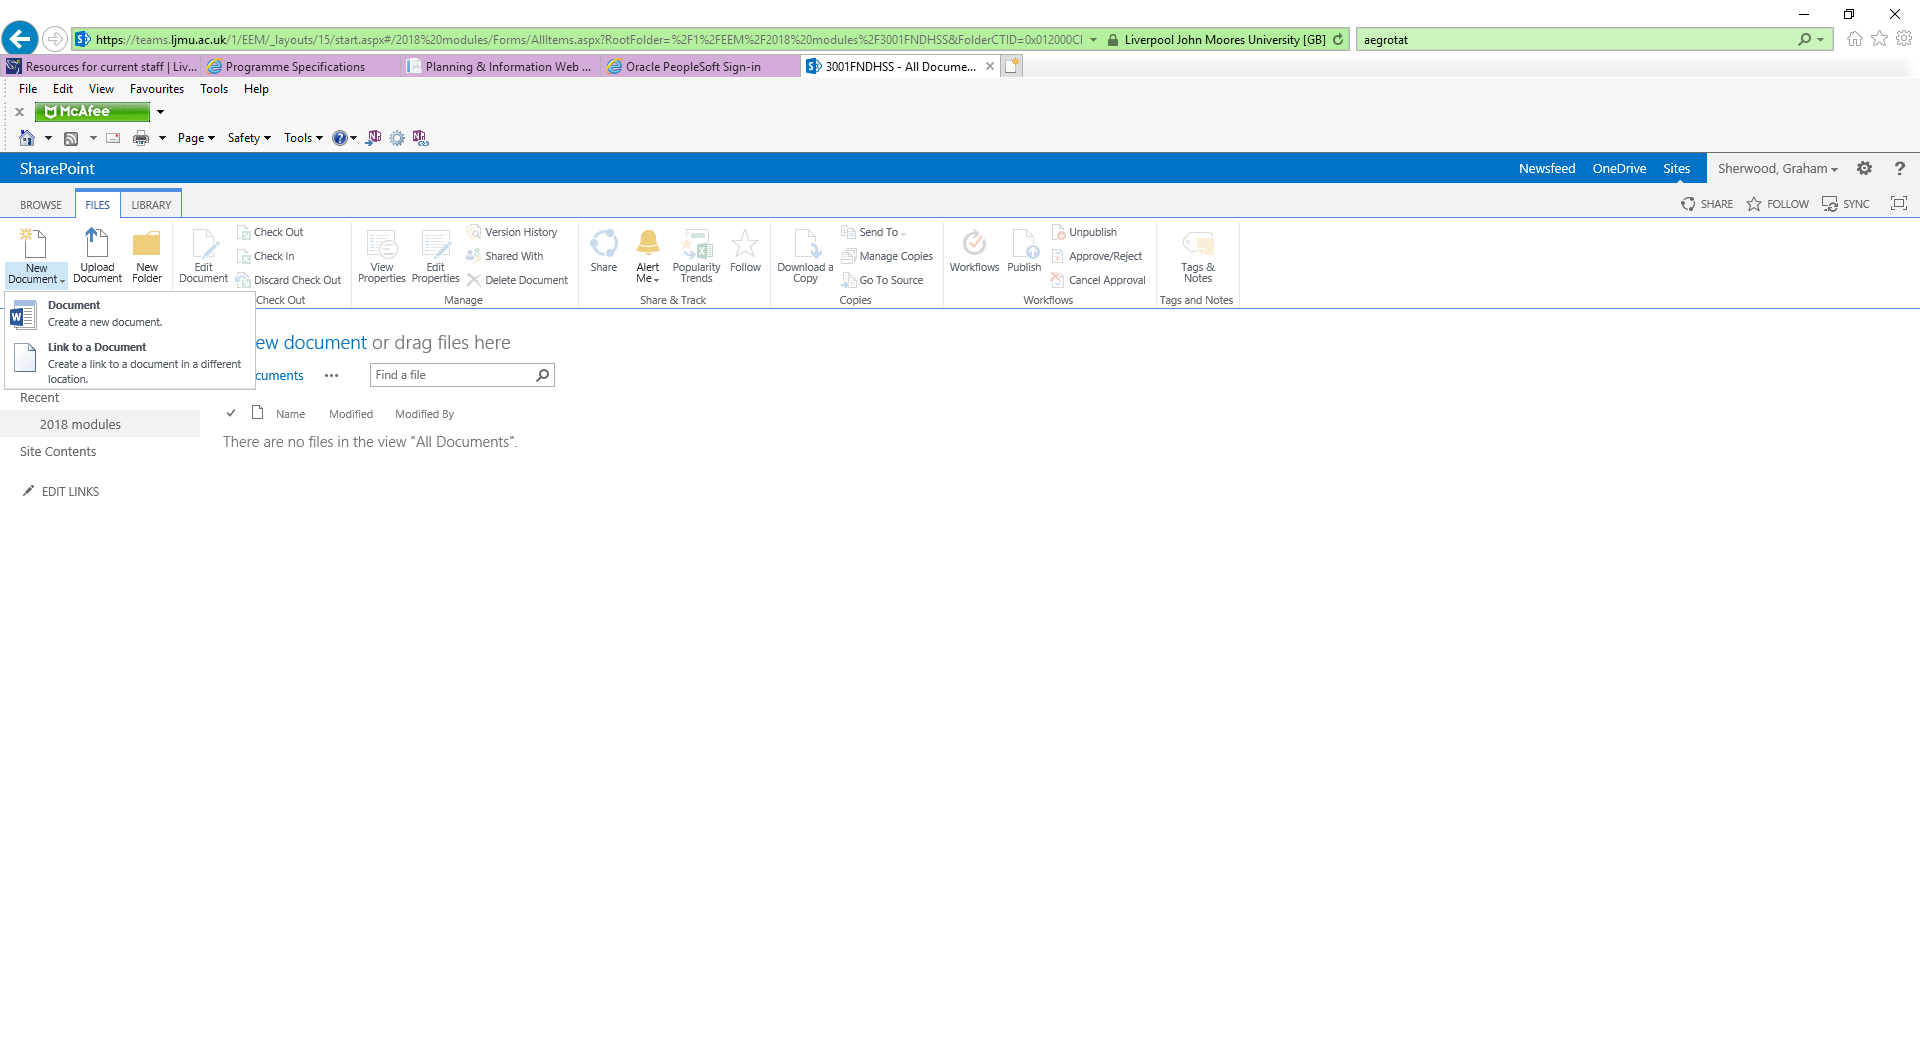 https://teams.ljmu.ac.uk/1/EEM/_layouts/15/start.aspx#/2018%20modules/Forms/AllItems.aspx?RootFolder=%2F1%2FEEM%2F2018%20modules%2F3001FNDHSS&FolderCTID=0x012000CI Liverpool John Moores University [GB] aegrotat
Resources for current staff | Liv... Programme Specifications Planning & Information Web ... Oracle PeopleSoft Sign-in 3001FNDHSS - All Docume...
File Edit View Favourites Tools Help
McAfee
Page Safety Tools
SharePoint Newsfeed OneDrive Sites Sherwood, Graham ?
BROWSE FILES LIBRARY SHARE FOLLOW SYNC
New Document Upload Document New Folder Edit Document Check Out Check In Discard Check Out View Properties Edit Properties Version History Shared With Delete Document Share Alert Me Popularity Trends Follow Download a Copy Send To Manage Copies Go To Source Workflows Publish Unpublish Approve/Reject Cancel Approval Tags & Notes
Check Out Manage Share & Track Copies Workflows Tags and Notes
Document
Create a new document.
Link to a Document
Create a link to a document in a different
location.
ew document or drag files here
cuments ••• Find a file
Recent
Name Modified Modified By
2018 modules
There are no files in the view "All Documents".
Site Contents
EDIT LINKS